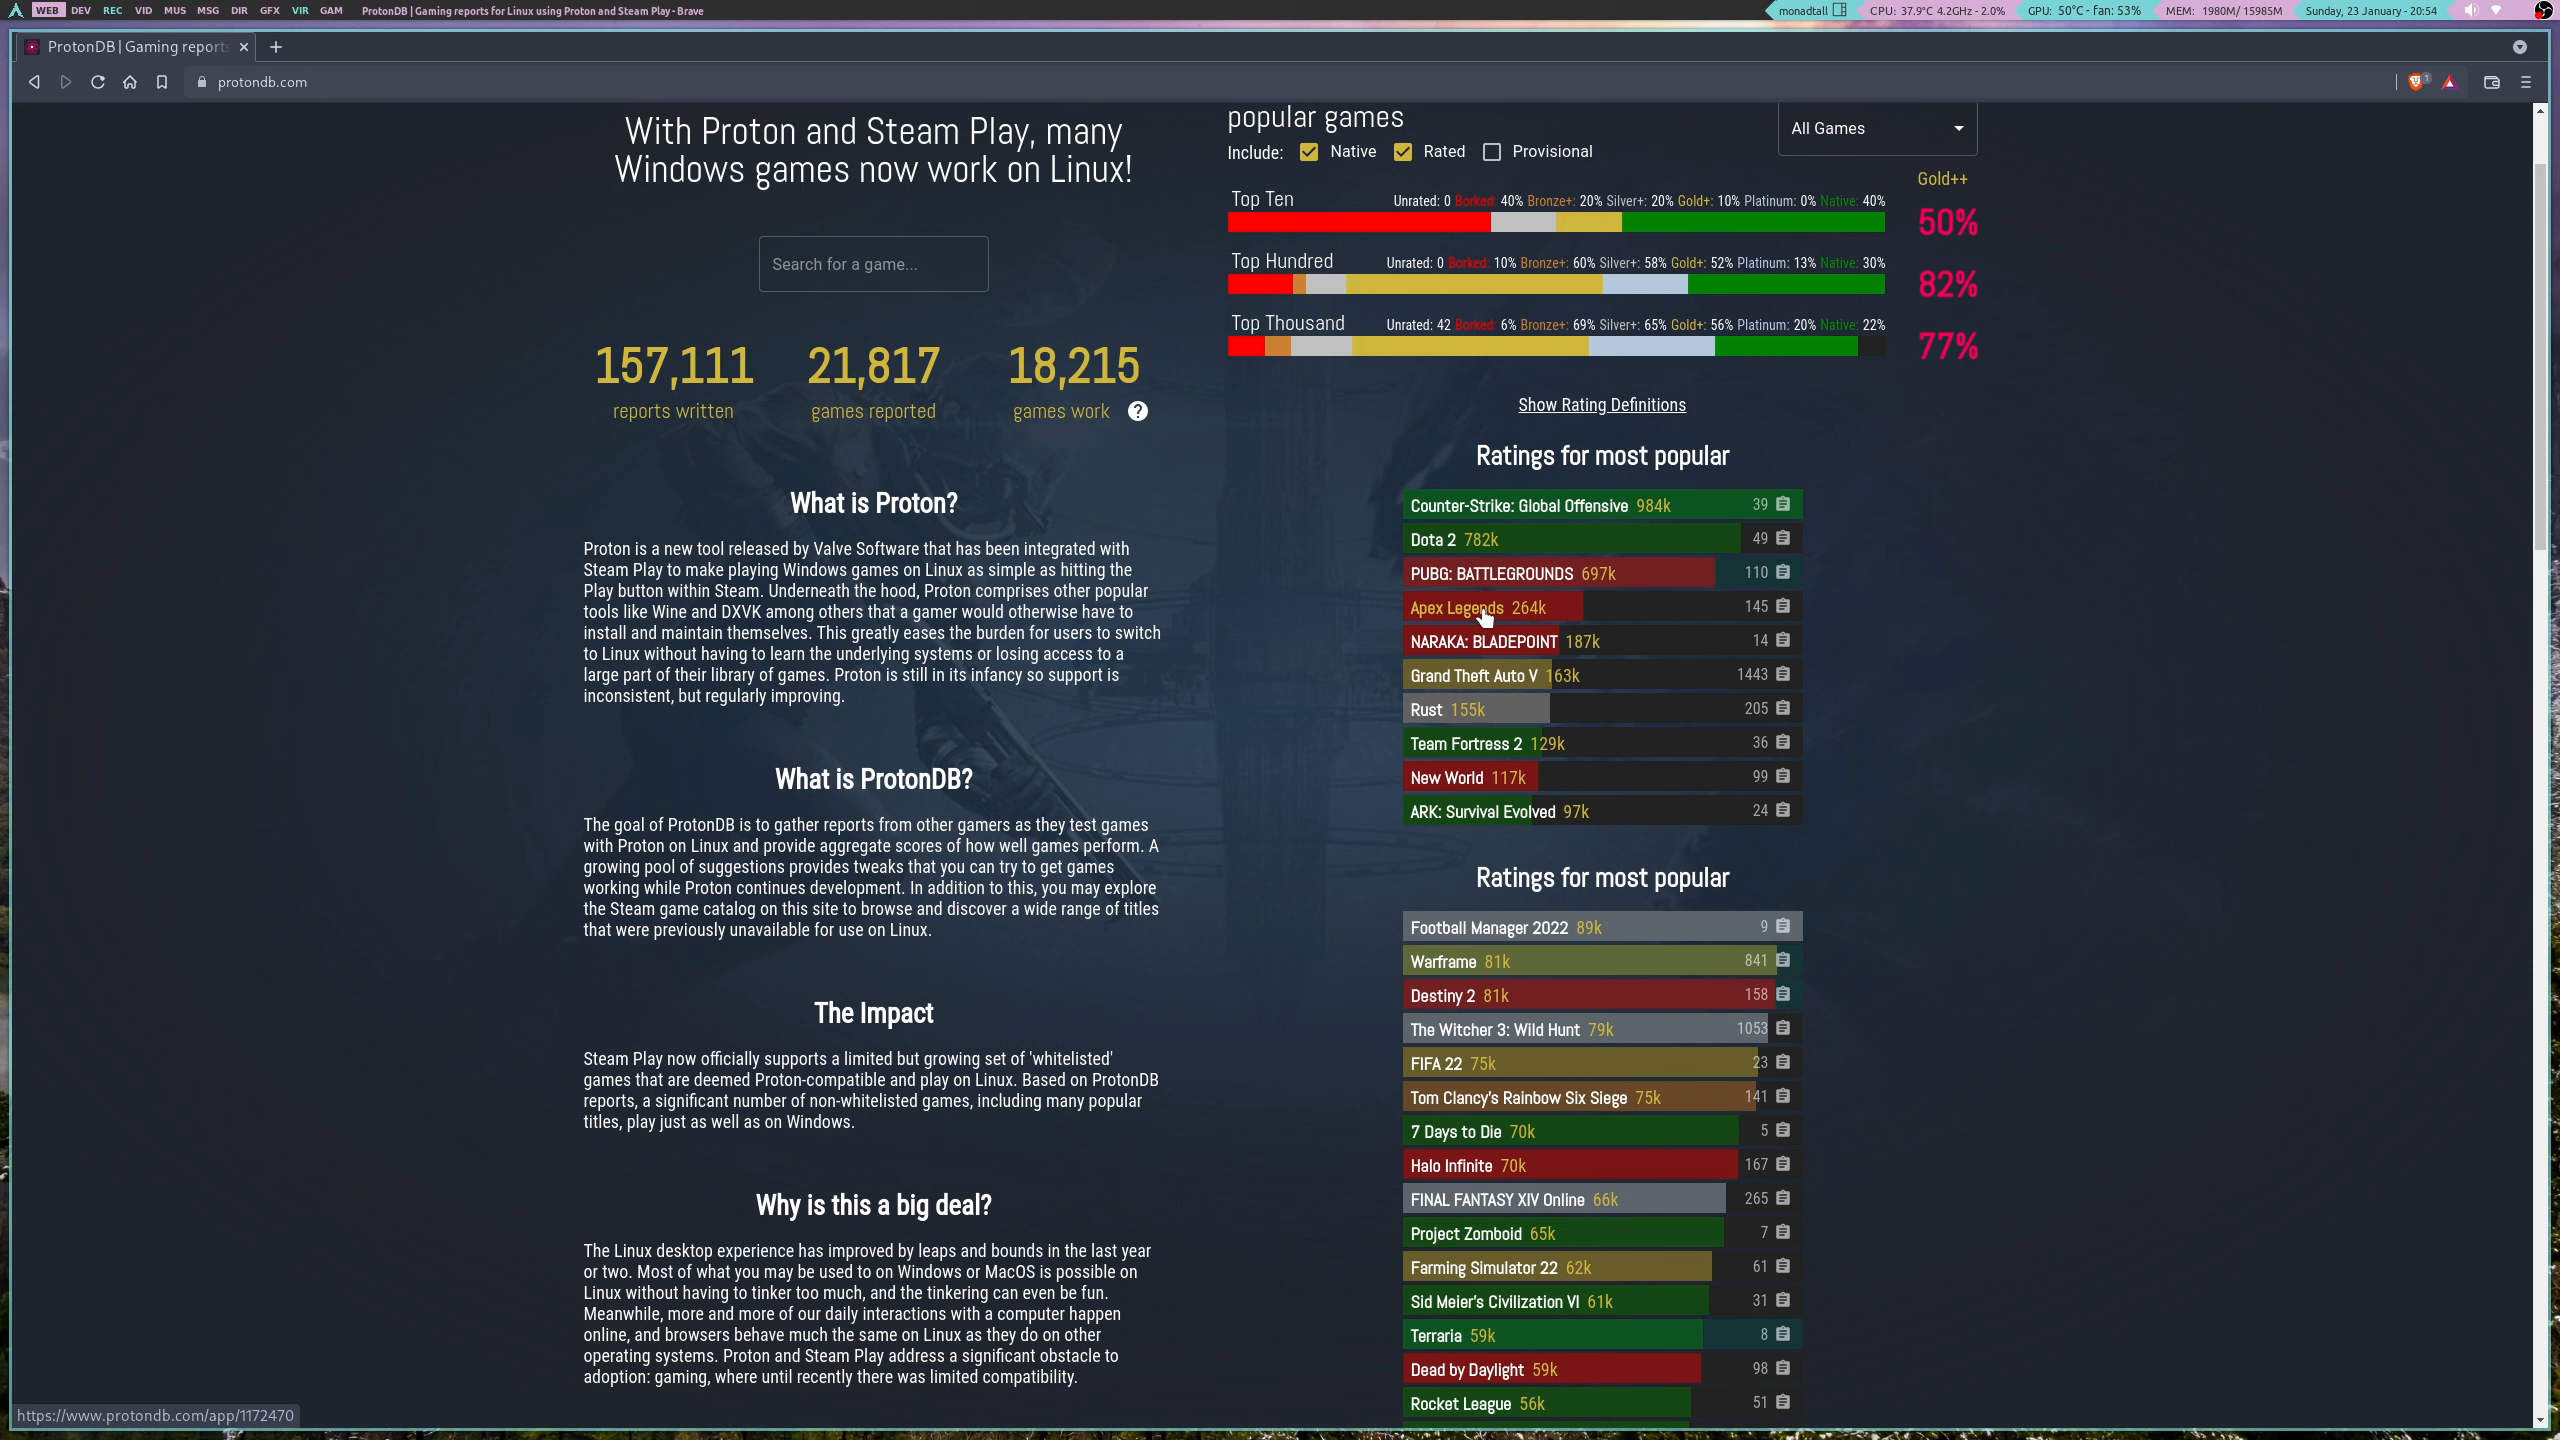 WEB DEV REC VID MUS MSG DIR GFX VIR GAM ProtonDB | Gaming reports for Linux using Proton and Steam Play - Brave
monadtall CPU: 37.9°C 4.2GHz - 2.0% GPU: 50°C - fan: 53% MEM: 1980M/ 15985M Sunday, 23 January - 20:54
ProtonDB | Gaming reports
protondb.com
1
With Proton and Steam Play, many
Windows games now work on Linux!
Search for a game...
157,111 21,817 18,215
reports written games reported games work ?
What is Proton?
Proton is a new tool released by Valve Software that has been integrated with
Steam Play to make playing Windows games on Linux as simple as hitting the
Play button within Steam. Underneath the hood, Proton comprises other popular
tools like Wine and DXVK among others that a gamer would otherwise have to
install and maintain themselves. This greatly eases the burden for users to switch
to Linux without having to learn the underlying systems or losing access to a
large part of their library of games. Proton is still in its infancy so support is
inconsistent, but regularly improving.
What is ProtonDB?
The goal of ProtonDB is to gather reports from other gamers as they test games
with Proton on Linux and provide aggregate scores of how well games perform. A
growing pool of suggestions provides tweaks that you can try to get games
working while Proton continues development. In addition to this, you may explore
the Steam game catalog on this site to browse and discover a wide range of titles
that were previously unavailable for use on Linux.
The Impact
Steam Play now officially supports a limited but growing set of 'whitelisted'
games that are deemed Proton-compatible and play on Linux. Based on ProtonDB
reports, a significant number of non-whitelisted games, including many popular
titles, play just as well as on Windows.
Why is this a big deal?
The Linux desktop experience has improved by leaps and bounds in the last year
or two. Most of what you may be used to on Windows or MacOS is possible on
Linux without having to tinker too much, and the tinkering can even be fun.
Meanwhile, more and more of our daily interactions with a computer happen
online, and browsers behave much the same on Linux as they do on other
operating systems. Proton and Steam Play address a significant obstacle to
adoption: gaming, where until recently there was limited compatibility.
popular games
All Games
Include: Native Rated Provisional
Gold++
Top Ten Unrated: 0 Borked: 40% Bronze+: 20% Silver+: 20% Gold+: 10% Platinum: 0% Native: 40%
50%
Top Hundred Unrated: 0 Borked: 10% Bronze+: 60% Silver+: 58% Gold+: 52% Platinum: 13% Native: 30%
82%
Top Thousand Unrated: 42 Borked: 6% Bronze+: 69% Silver+: 65% Gold+: 56% Platinum: 20% Native: 22%
77%
Show Rating Definitions
Ratings for most popular
Counter-Strike: Global Offensive 984k 39
Dota 2 782k 49
PUBG: BATTLEGROUNDS 697k 110
Apex Legends 264k 145
NARAKA: BLADEPOINT 187k 14
Grand Theft Auto V 163k 1443
Rust 155k 205
Team Fortress 2 129k 36
New World 117k 99
ARK: Survival Evolved 97k 24
Ratings for most popular
Football Manager 2022 89k 9
Warframe 81k 841
Destiny 2 81k 158
The Witcher 3: Wild Hunt 79k 1053
FIFA 22 75k 23
Tom Clancy's Rainbow Six Siege 75k 141
7 Days to Die 70k 5
Halo Infinite 70k 167
FINAL FANTASY XIV Online 66k 265
Project Zomboid 65k 7
Farming Simulator 22 62k 61
Sid Meier's Civilization VI 61k 31
Terraria 59k 8
Dead by Daylight 59k 98
Rocket League 56k 51
https://www.protondb.com/app/1172470